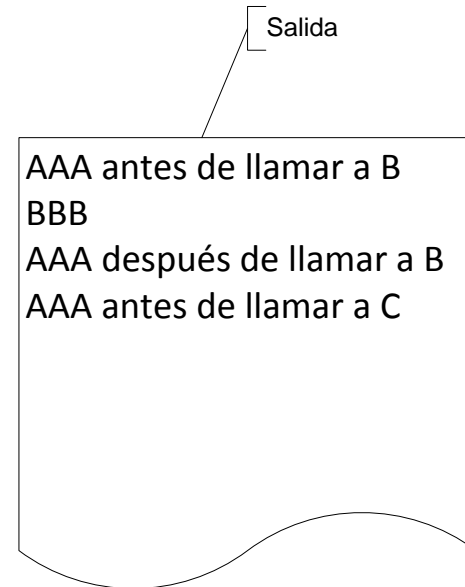 Salida
AAA antes de llamar a B
BBB
AAA después de llamar a B
AAA antes de llamar a C